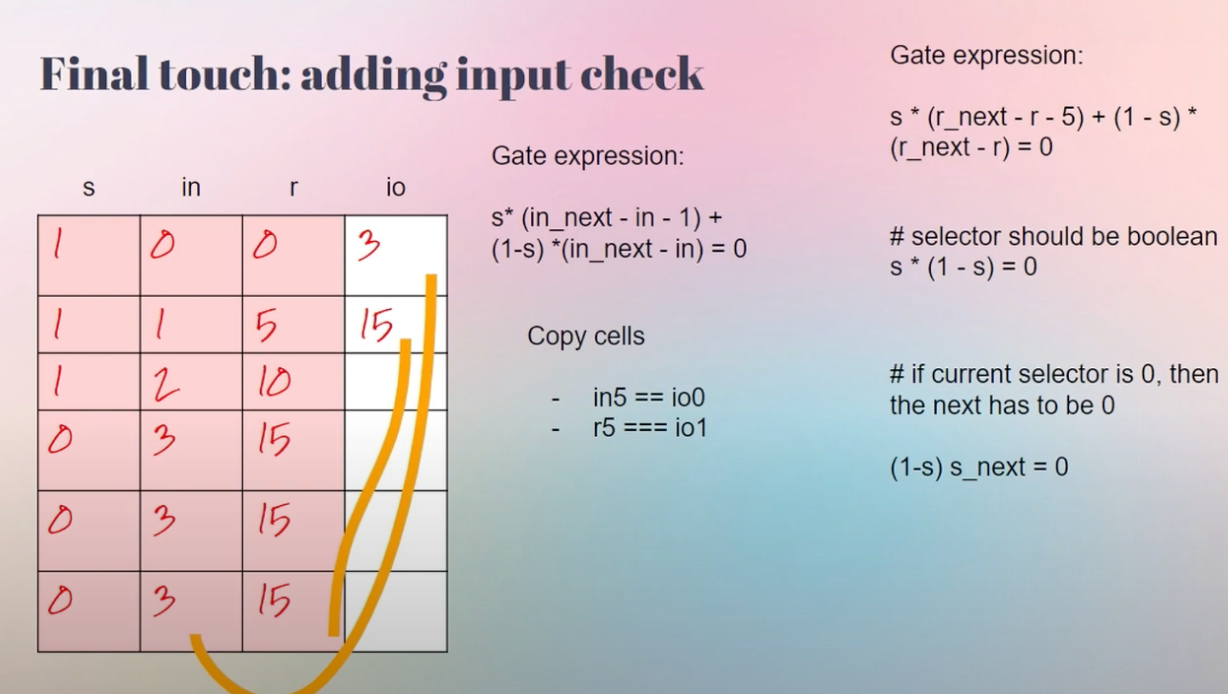 Final touch: adding input check
s in r io
1 0 0 3
1 1 5 15
1 2 10
0 3 15
0 3 15
0 3 15
Gate expression:
s* (in_next - in - 1) +
(1-s) *(in_next - in) = 0
Copy cells
- in5 == io0
- r5 === io1
Gate expression:
s * (r_next - r - 5) + (1 - s) *
(r_next - r) = 0
# selector should be boolean
s * (1 - s) = 0
# if current selector is 0, then
the next has to be 0
(1-s) s_next = 0